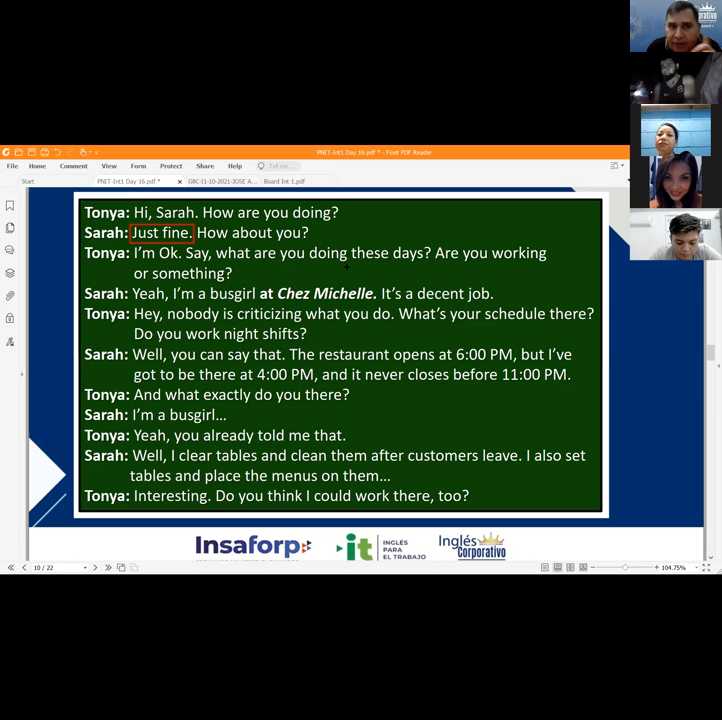 Corporativo
PNIT-Int1 Day 16.pdf * - Foxit PDF Reader
File Home Comment View Form Protect Share Help Tell me...
Start PNIT-Int1 Day 16.pdf * GBC-I1-10-2021-JOSE A... Board Int 1.pdf
Tonya: Hi, Sarah. How are you doing?
Sarah: Just fine. How about you?
Tonya: I'm Ok. Say, what are you doing these days? Are you working
or something?
Sarah: Yeah, I'm a busgirl at Chez Michelle. It's a decent job.
Tonya: Hey, nobody is criticizing what you do. What's your schedule there?
Do you work night shifts?
Sarah: Well, you can say that. The restaurant opens at 6:00 PM, but I've
got to be there at 4:00 PM, and it never closes before 11:00 PM.
Tonya: And what exactly do you there?
Sarah: I'm a busgirl...
Tonya: Yeah, you already told me that.
Sarah: Well, I clear tables and clean them after customers leave. I also set
tables and place the menus on them...
Tonya: Interesting. Do you think I could work there, too?
Insaforp
it INGLÉS
PARA
EL TRABAJO
Inglés
Corporativo
10 / 22 104.75%